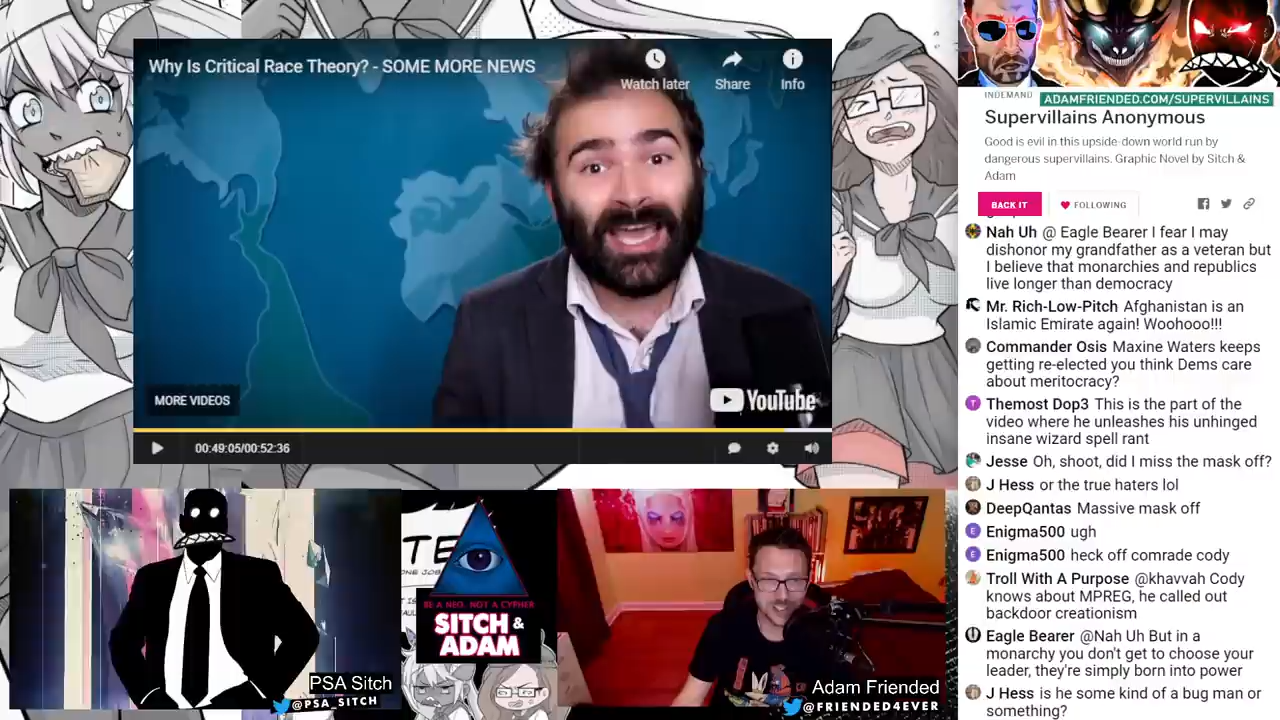 Why Is Critical Race Theory? - SOME MORE NEWS
Watch later
Share
Info
MORE VIDEOS
YouTube
00:49:05/00:52:36
BE A NEO, NOT A CYPHER
SITCH &
ADAM
PSA Sitch
@PSA_SITCH
Adam Friended
@FRIENDED4EVER
INDEMAND
ADAMFRIENDED.COM/SUPERVILLAINS
Supervillains Anonymous
Good is evil in this upside-down world run by
dangerous supervillains. Graphic Novel by Sitch &
Adam
BACK IT
FOLLOWING
Nah Uh @ Eagle Bearer I fear I may
dishonor my grandfather as a veteran but
I believe that monarchies and republics
live longer than democracy
Mr. Rich-Low-Pitch Afghanistan is an
Islamic Emirate again! Woohooo!!!
Commander Osis Maxine Waters keeps
getting re-elected you think Dems care
about meritocracy?
Themost Dop3 This is the part of the
video where he unleashes his unhinged
insane wizard spell rant
Jesse Oh, shoot, did I miss the mask off?
J Hess or the true haters lol
DeepQantas Massive mask off
Enigma500 ugh
Enigma500 heck off comrade cody
Troll With A Purpose @khavvah Cody
knows about MPREG, he called out
backdoor creationism
Eagle Bearer @Nah Uh But in a
monarchy you don't get to choose your
leader, they're simply born into power
J Hess is he some kind of a bug man or
something?